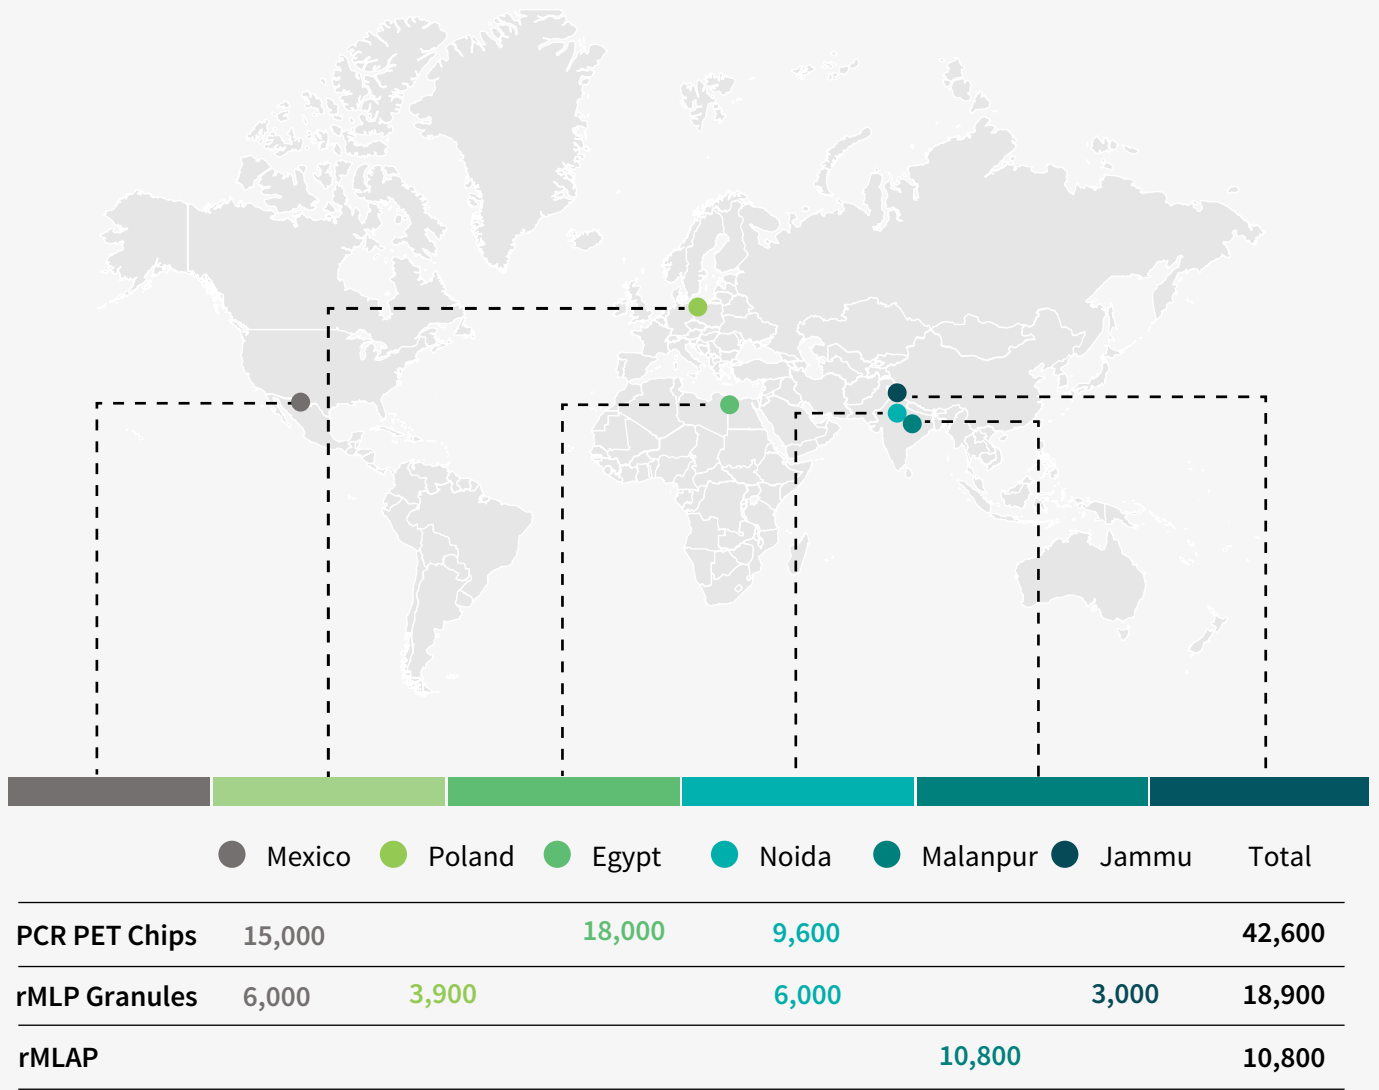 Mexico Poland Egypt Noida Malanpur Jammu Total
PCR PET Chips 15,000 18,000 9,600 42,600
rMLP Granules 6,000 3,900 6,000 3,000 18,900
rMLAP 10,800 10,800